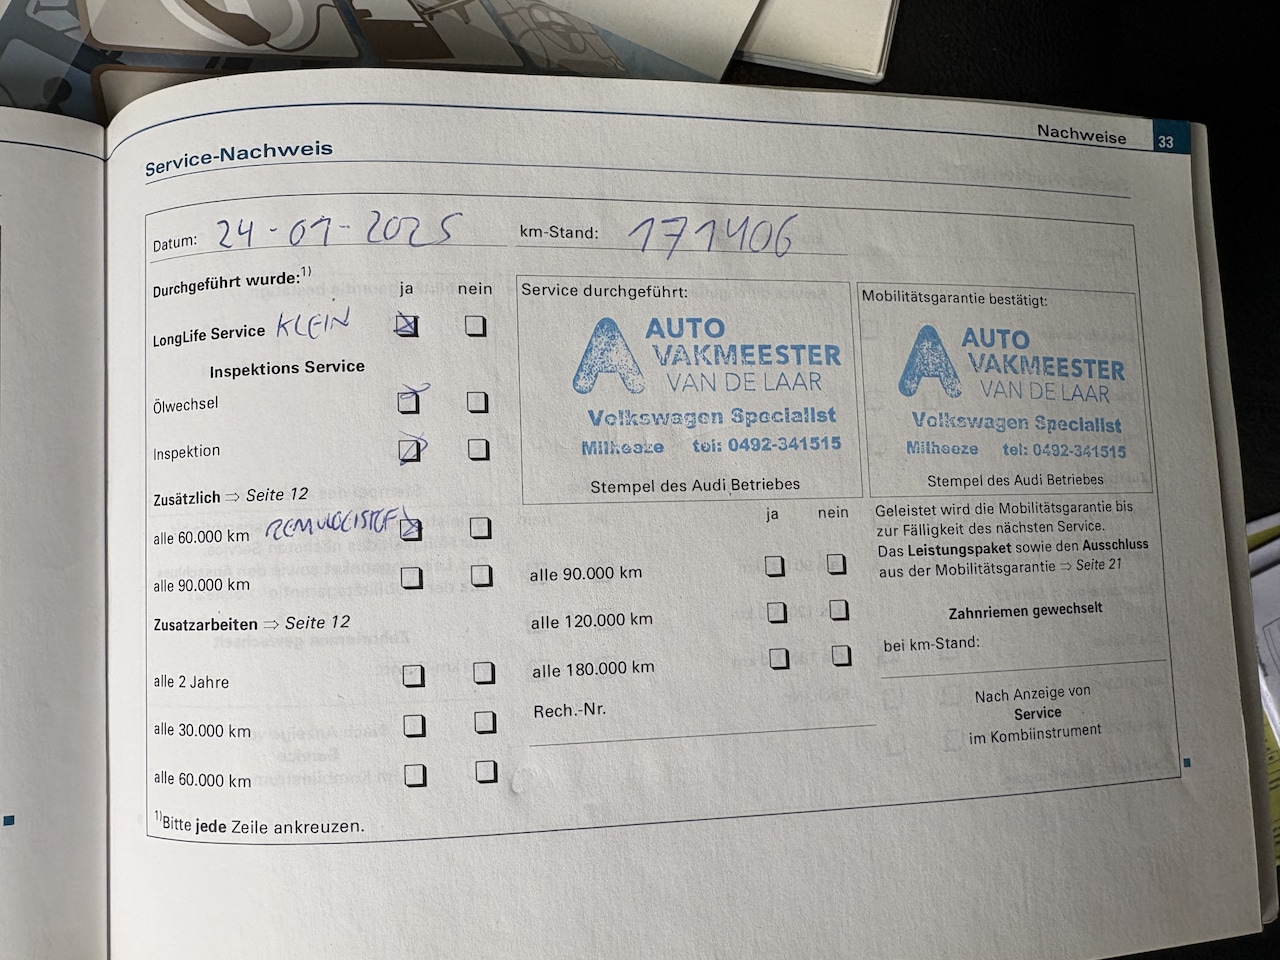 Nachweise 33
Service-Nachweis
Datum: 24-01-2025
km-Stand: 171406
Durchgeführt wurde:1)
ja nein
LongLife Service KLEIN
Inspektions Service
Ölwechsel
Inspektion
Zusätzlich ⇒ Seite 12
alle 60.000 km REMVLOEISTOF
alle 90.000 km
Zusatzarbeiten ⇒ Seite 12
alle 2 Jahre
alle 30.000 km
alle 60.000 km
1)Bitte jede Zeile ankreuzen.
Service durchgeführt:
A AUTO
VAKMEESTER
VAN DE LAAR
Volkswagen Specialist
Milheeze tel: 0492-341515
Stempel des Audi Betriebes
ja nein
alle 90.000 km
alle 120.000 km
alle 180.000 km
Rech.-Nr.
Mobilitätsgarantie bestätigt:
A AUTO
VAKMEESTER
VAN DE LAAR
Volkswagen Specialist
Milheeze tel: 0492-341515
Stempel des Audi Betriebes
Geleistet wird die Mobilitätsgarantie bis
zur Fälligkeit des nächsten Service.
Das Leistungspaket sowie den Ausschluss
aus der Mobilitätsgarantie ⇒ Seite 21
Zahnriemen gewechselt
bei km-Stand:
Nach Anzeige von
Service
im Kombiinstrument